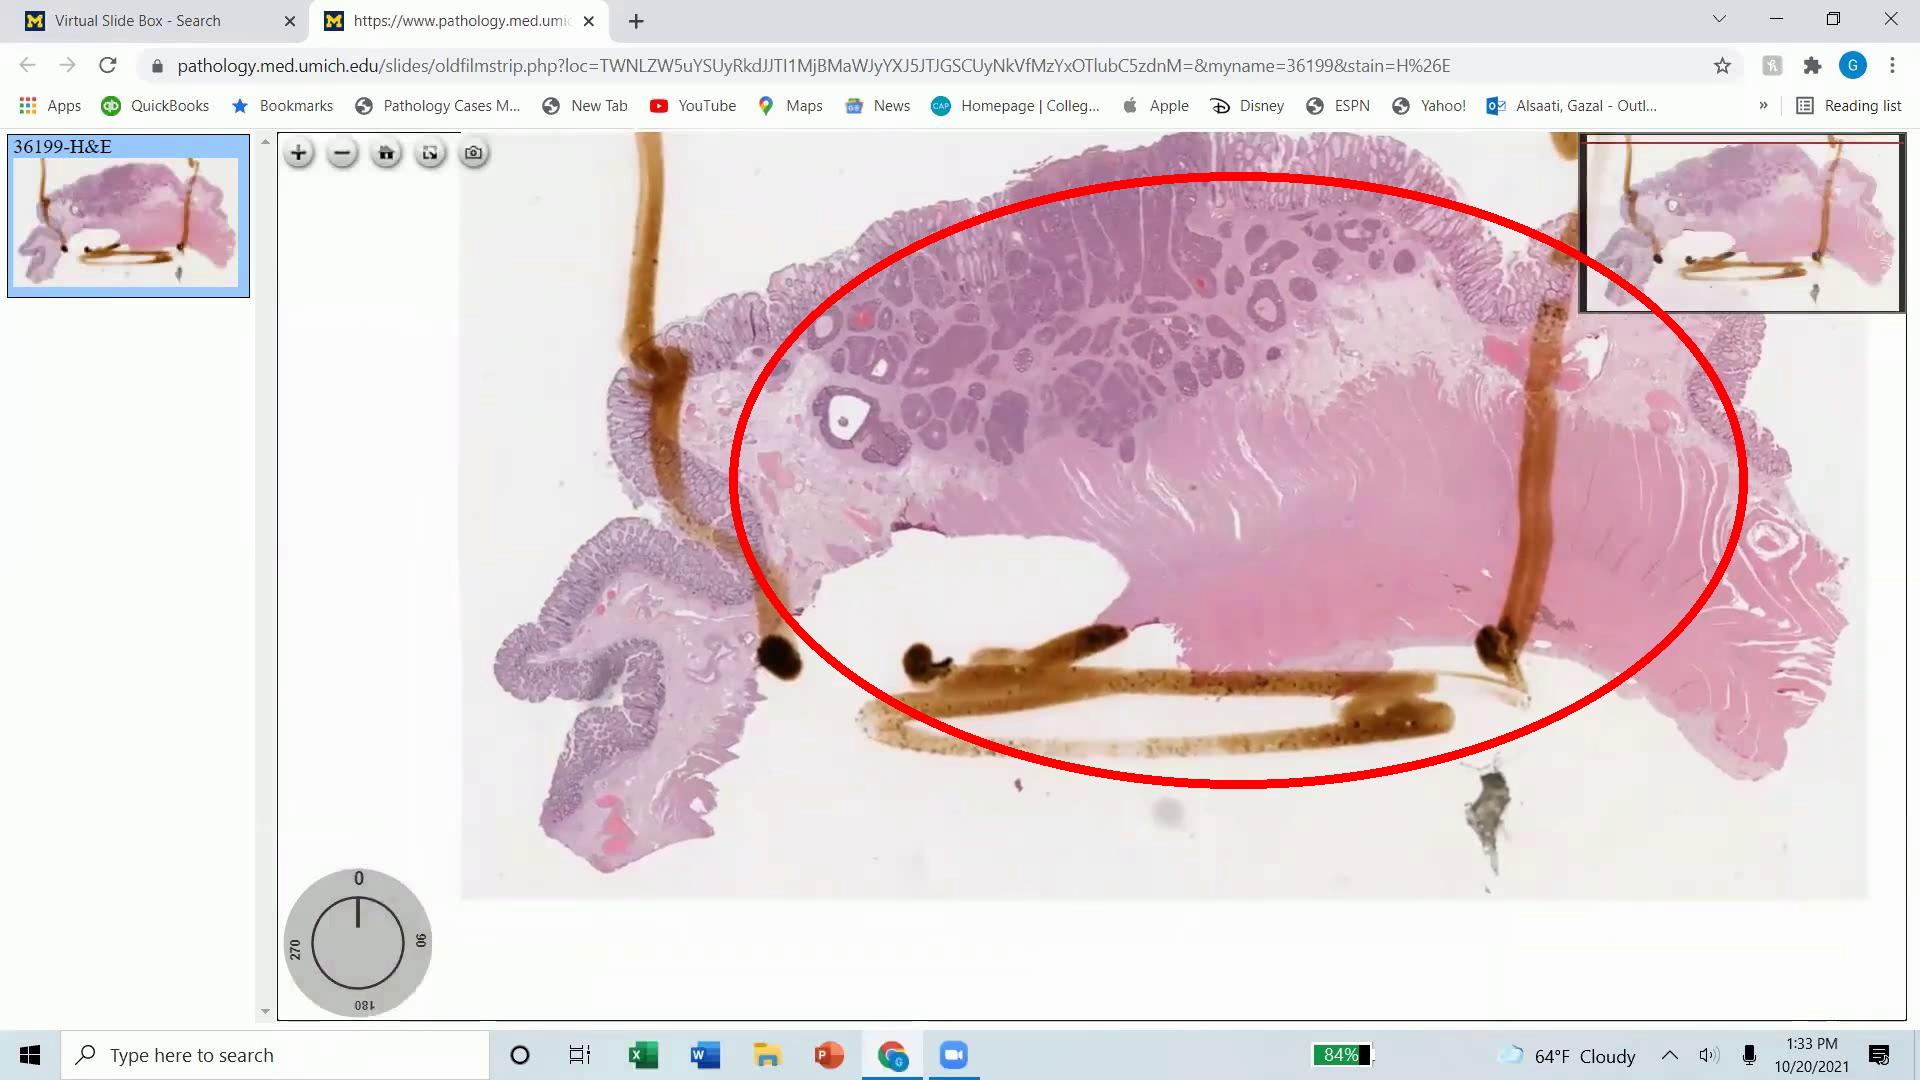 Virtual Slide Box - Search
https://www.pathology.med.umic
pathology.med.umich.edu/slides/oldfilmstrip.php?loc=TWNLZW5uYSUyRkdJJTI1MjBMaWJyYXJ5JTJGSCUyNkVfMzYxOTlubC5zdnM=&myname=36199&stain=H%26E
G
Apps
QuickBooks
Bookmarks
Pathology Cases M...
New Tab
YouTube
Maps
News
CAP
Homepage | Colleg...
Apple
Disney
ESPN
Yahoo!
Alsaati, Gazal - Outl...
»
Reading list
36199-H&E
0
90
180
270
Type here to search
84%
64°F Cloudy
1:33 PM
10/20/2021